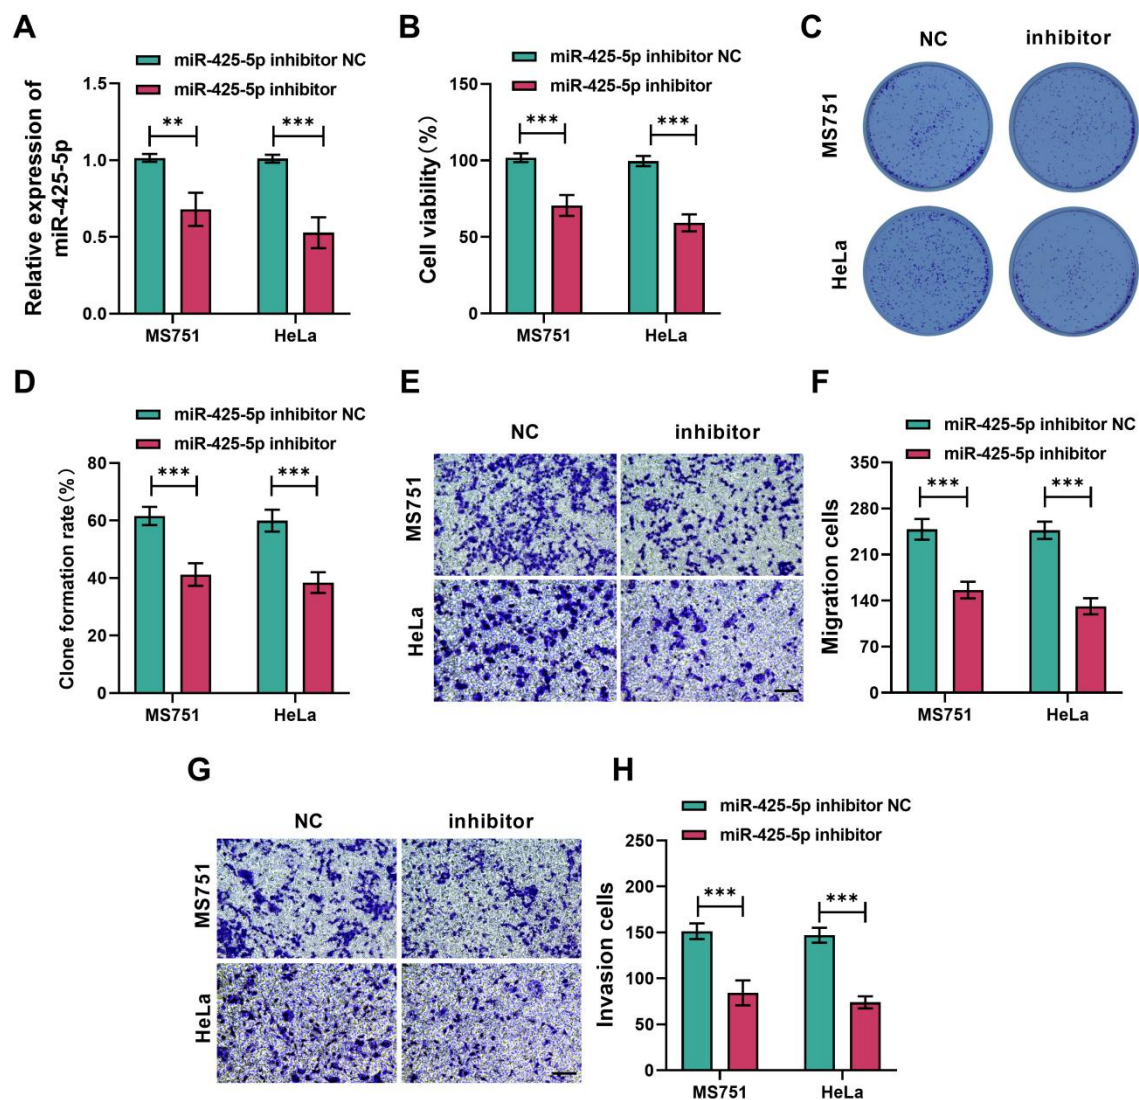 A
miR-425-5p inhibitor NC
miR-425-5p inhibitor
Relative expression of
miR-425-5p
1.5
1.0
0.5
0.0
**
***
MS751
HeLa
B
miR-425-5p inhibitor NC
miR-425-5p inhibitor
Cell viability(%)
150
100
50
0
***
***
MS751
HeLa
C
NC
inhibitor
MS751
HeLa
D
miR-425-5p inhibitor NC
miR-425-5p inhibitor
Clone formation rate(%)
80
60
40
20
0
***
***
MS751
HeLa
E
NC
inhibitor
MS751
HeLa
F
miR-425-5p inhibitor NC
miR-425-5p inhibitor
Migration cells
350
280
210
140
70
0
***
***
MS751
HeLa
G
NC
inhibitor
MS751
HeLa
H
miR-425-5p inhibitor NC
miR-425-5p inhibitor
Invasion cells
250
200
150
100
50
0
***
***
MS751
HeLa